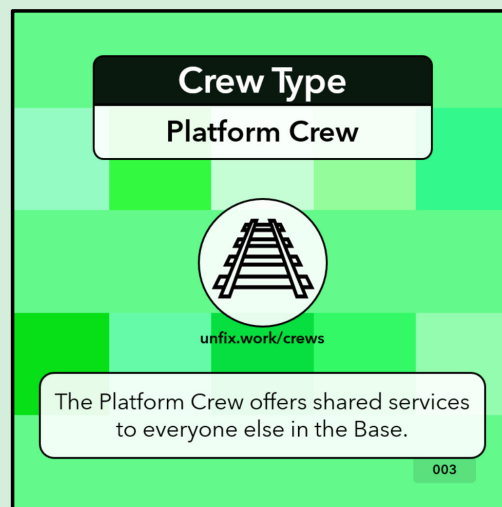 Crew Type
Platform Crew
unfix.work/crews
The Platform Crew offers shared services
to everyone else in the Base.
003